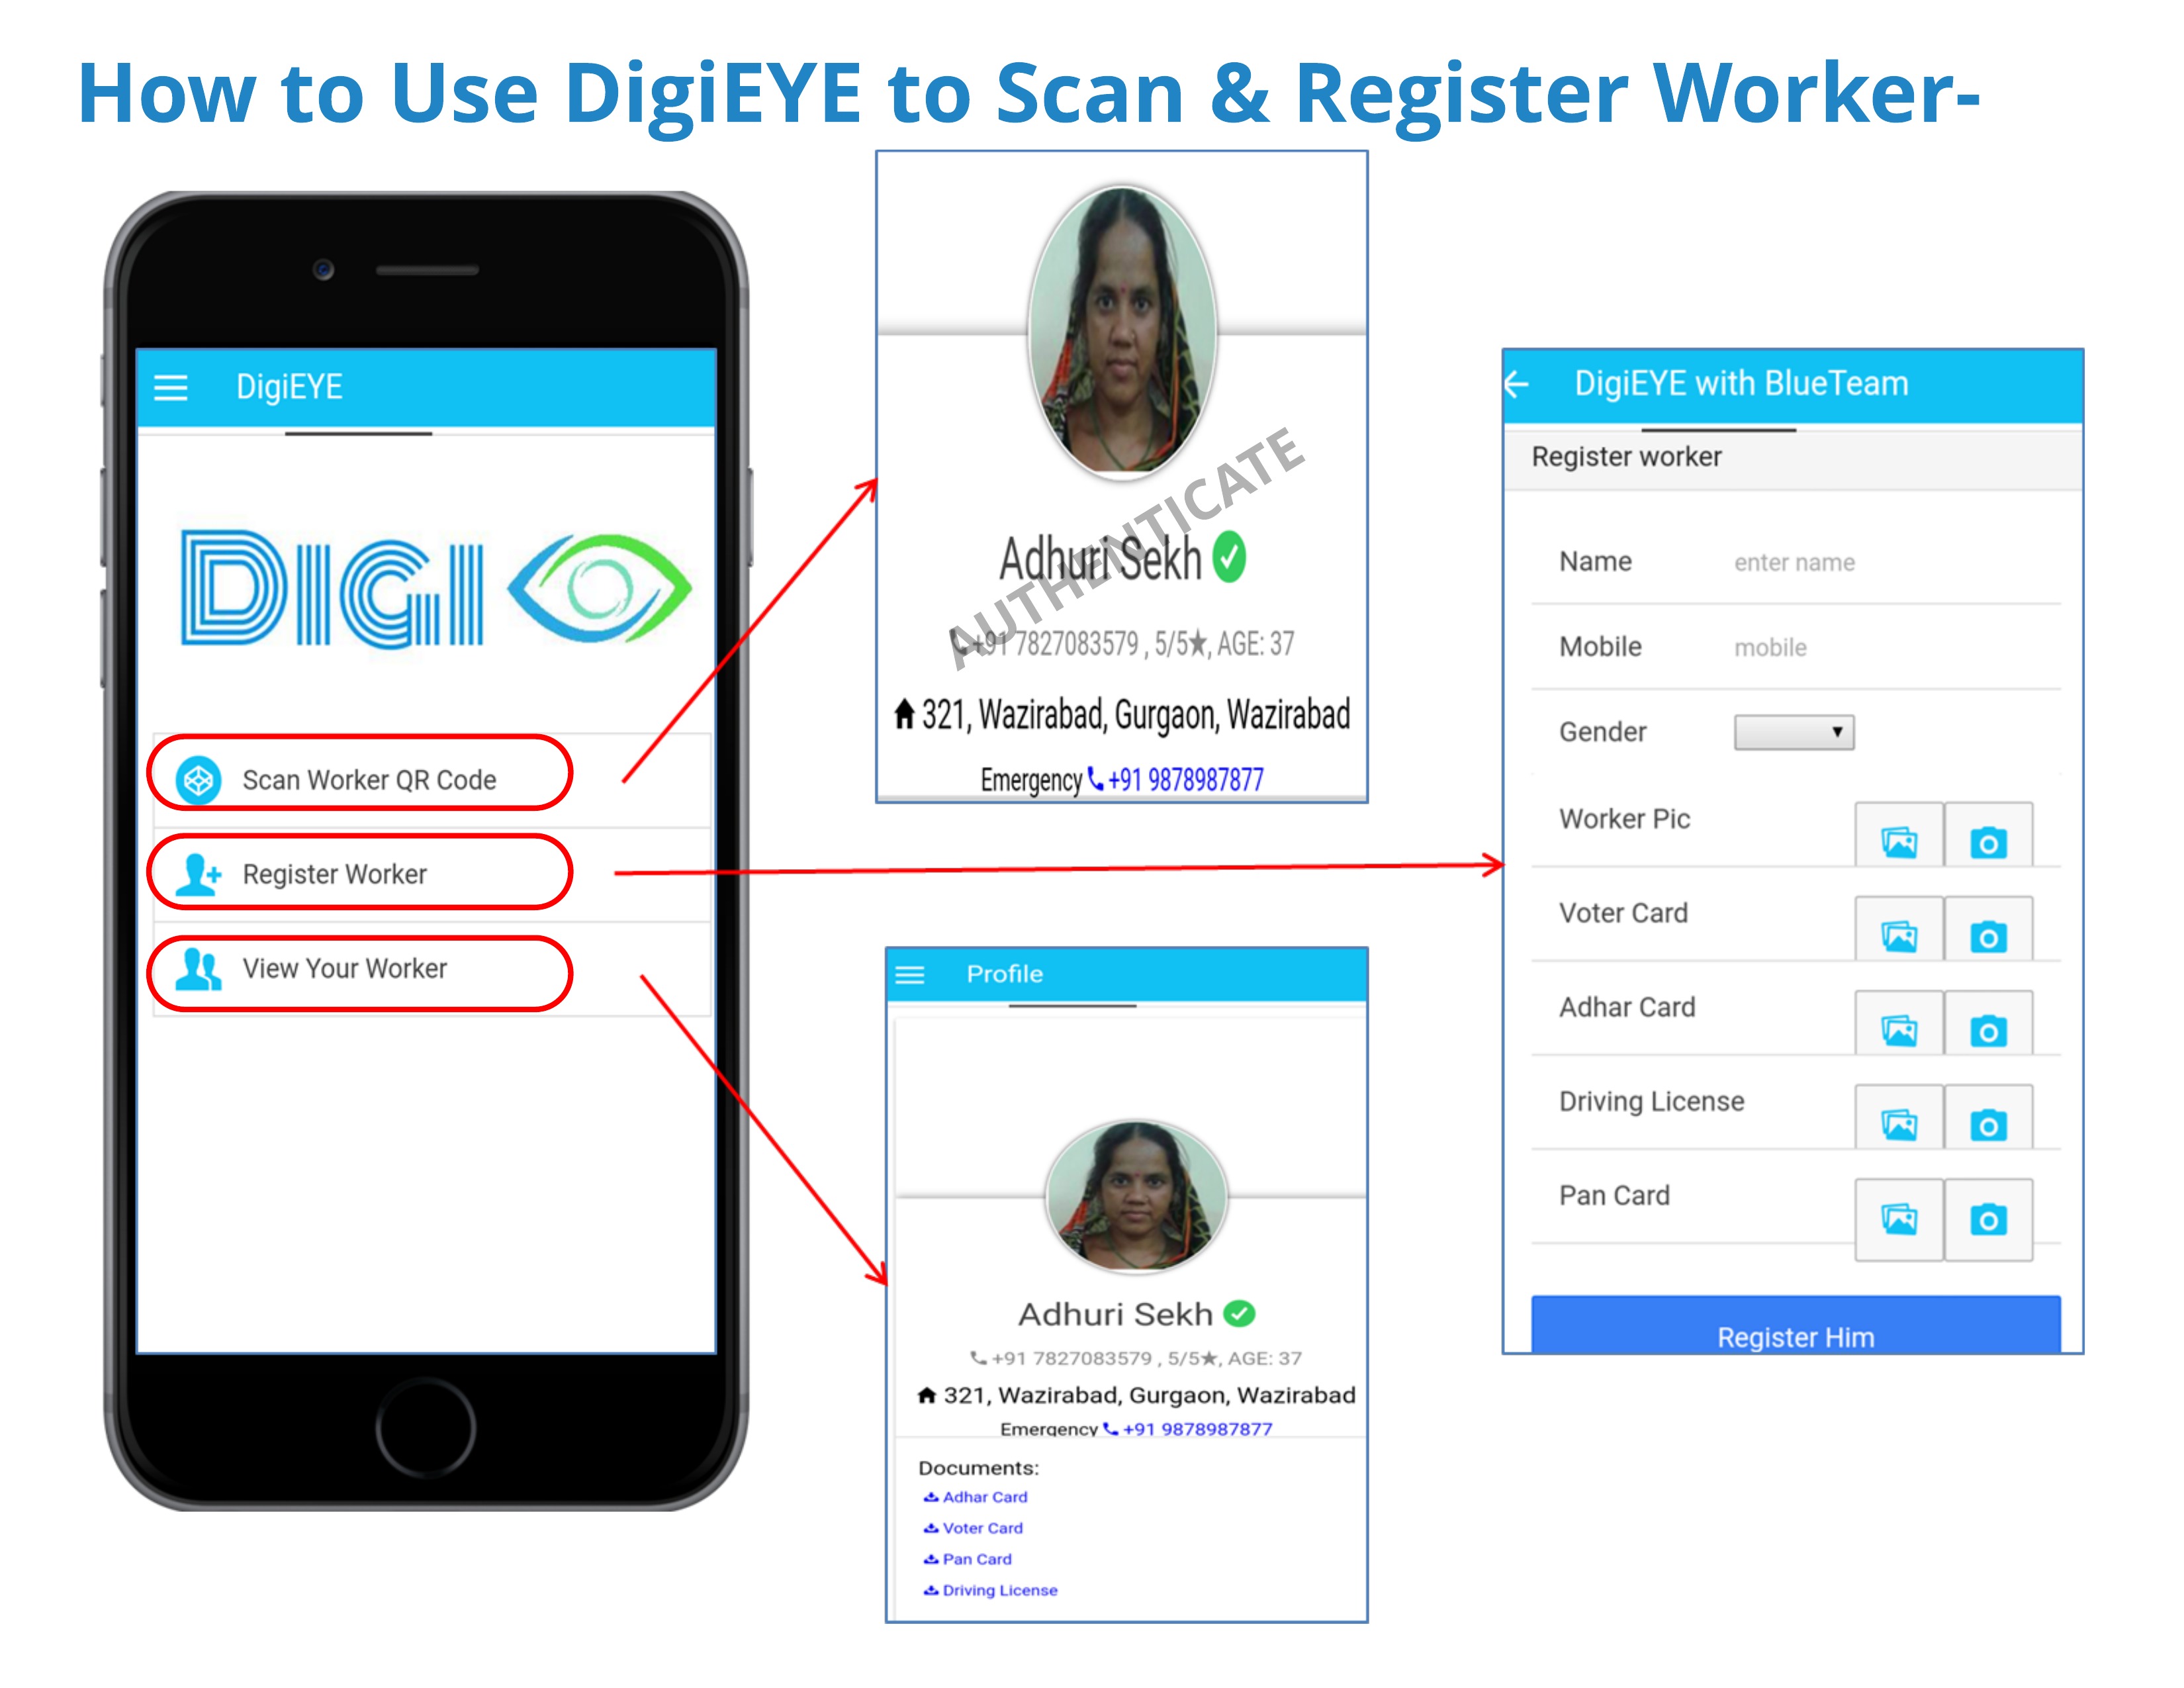 How to Use DigiEYE to Scan & Register Worker-
DigiEYE
DIGI
Scan Worker QR Code
Register Worker
View Your Worker
Adhuri Sekh
AUTHENTICATE
+91 7827083579 , 5/5★, AGE: 37
321, Wazirabad, Gurgaon, Wazirabad
Emergency +91 9878987877
Profile
Adhuri Sekh
+91 7827083579 , 5/5★, AGE: 37
321, Wazirabad, Gurgaon, Wazirabad
Emergency +91 9878987877
Documents:
Adhar Card
Voter Card
Pan Card
Driving License
DigiEYE with BlueTeam
Register worker
Name enter name
Mobile mobile
Gender
Worker Pic
Voter Card
Adhar Card
Driving License
Pan Card
Register Him